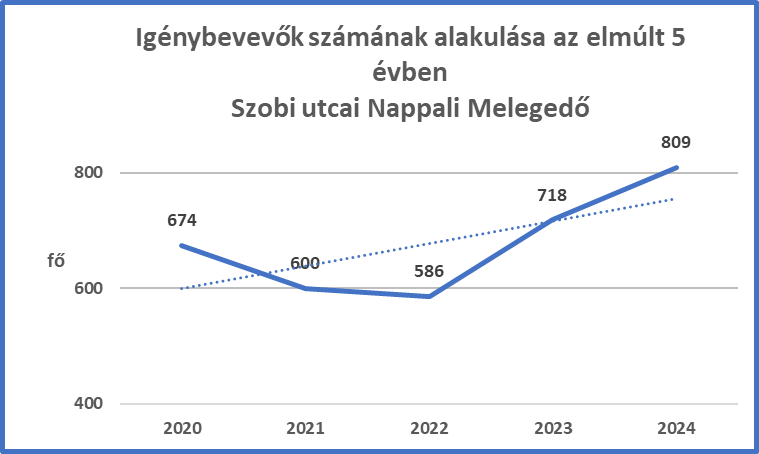 Igénybevevők számának alakulása az elmúlt 5
évben
Szobi utcai Nappali Melegedő
809
800
718
674
600
586
fő
600
400
2020 2021 2022 2023 2024